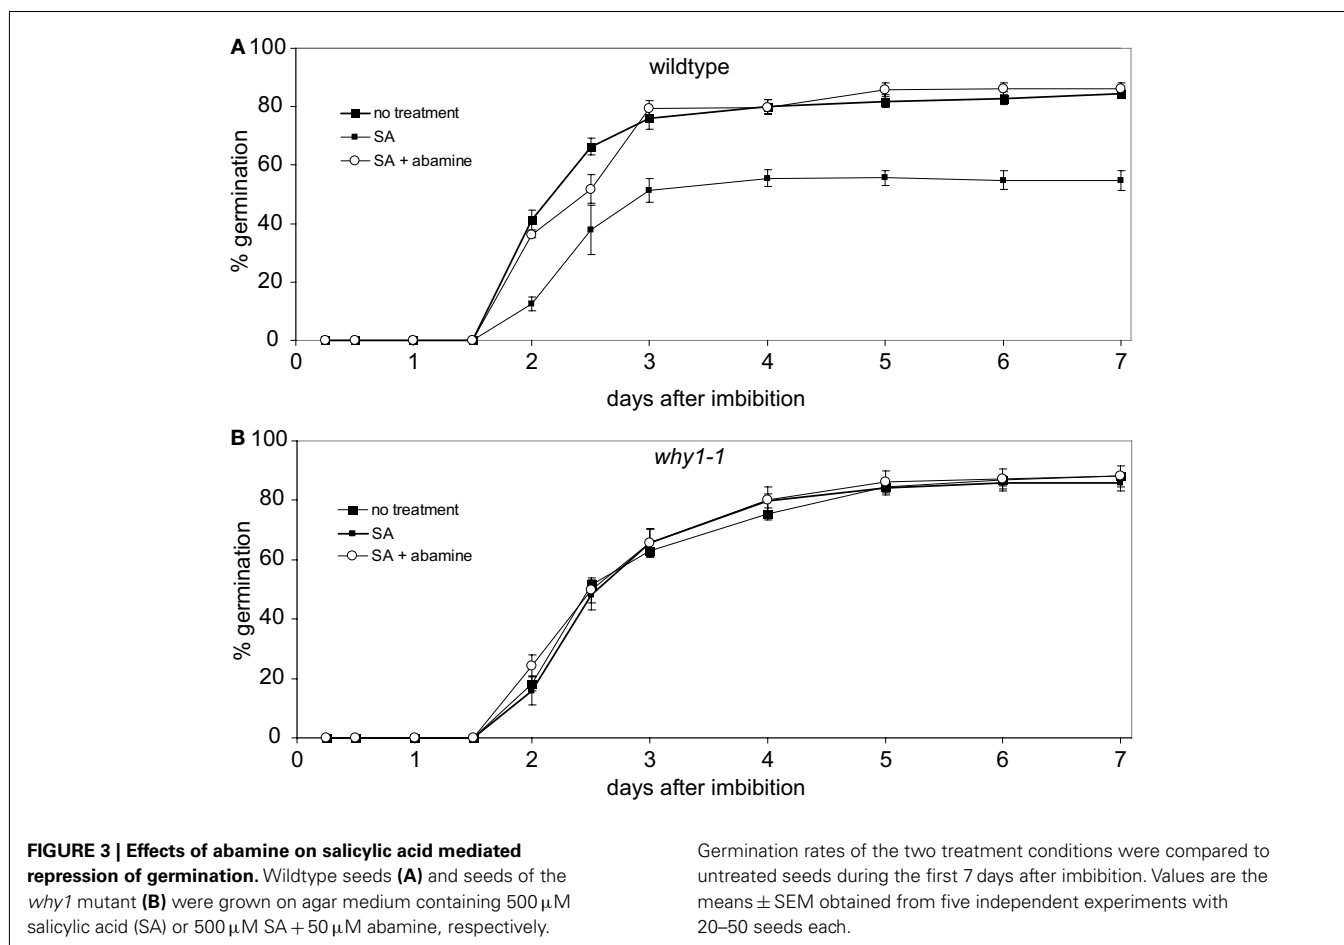 A 100
wildtype
80
no treatment
SA
60
SA + abamine
40
20
0
% germination
0 1 2 3 4 5 6 7
days after imbibition
B 100
why1-1
80
no treatment
SA
60
SA + abamine
40
20
0
% germination
0 1 2 3 4 5 6 7
days after imbibition
FIGURE 3 | Effects of abamine on salicylic acid mediated
repression of germination. Wildtype seeds (A) and seeds of the
why1 mutant (B) were grown on agar medium containing 500 μM
salicylic acid (SA) or 500 μM SA + 50 μM abamine, respectively.
Germination rates of the two treatment conditions were compared to
untreated seeds during the first 7 days after imbibition. Values are the
means ± SEM obtained from five independent experiments with
20–50 seeds each.